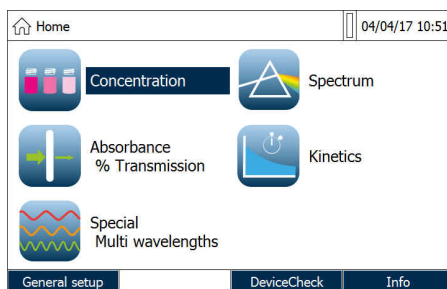 Home
04/04/17 10:51
Concentration
Spectrum
Absorbance
% Transmission
Kinetics
Special
Multi wavelengths
General setup
DeviceCheck
Info